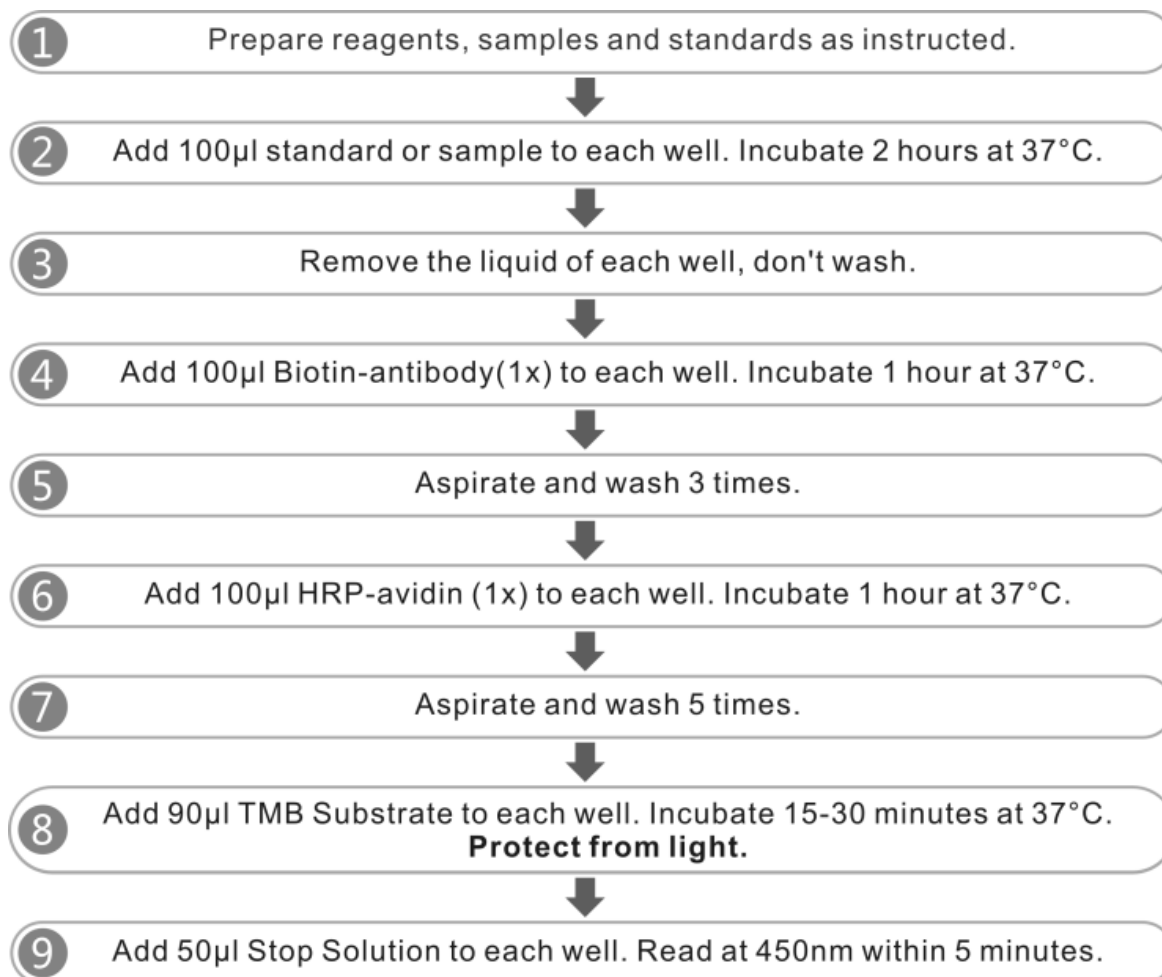 1 Prepare reagents, samples and standards as instructed.
2 Add 100µl standard or sample to each well. Incubate 2 hours at 37°C.
3 Remove the liquid of each well, don't wash.
4 Add 100µl Biotin-antibody(1x) to each well. Incubate 1 hour at 37°C.
5 Aspirate and wash 3 times.
6 Add 100µl HRP-avidin (1x) to each well. Incubate 1 hour at 37°C.
7 Aspirate and wash 5 times.
8 Add 90µl TMB Substrate to each well. Incubate 15-30 minutes at 37°C.
Protect from light.
9 Add 50µl Stop Solution to each well. Read at 450nm within 5 minutes.